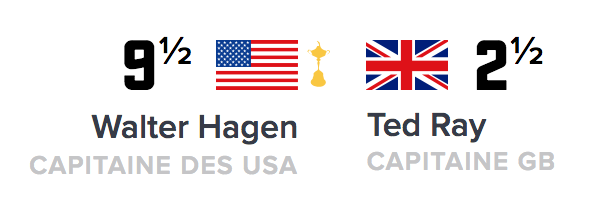 9½ 2½
Walter Hagen Ted Ray
CAPITAINE DES USA CAPITAINE GB